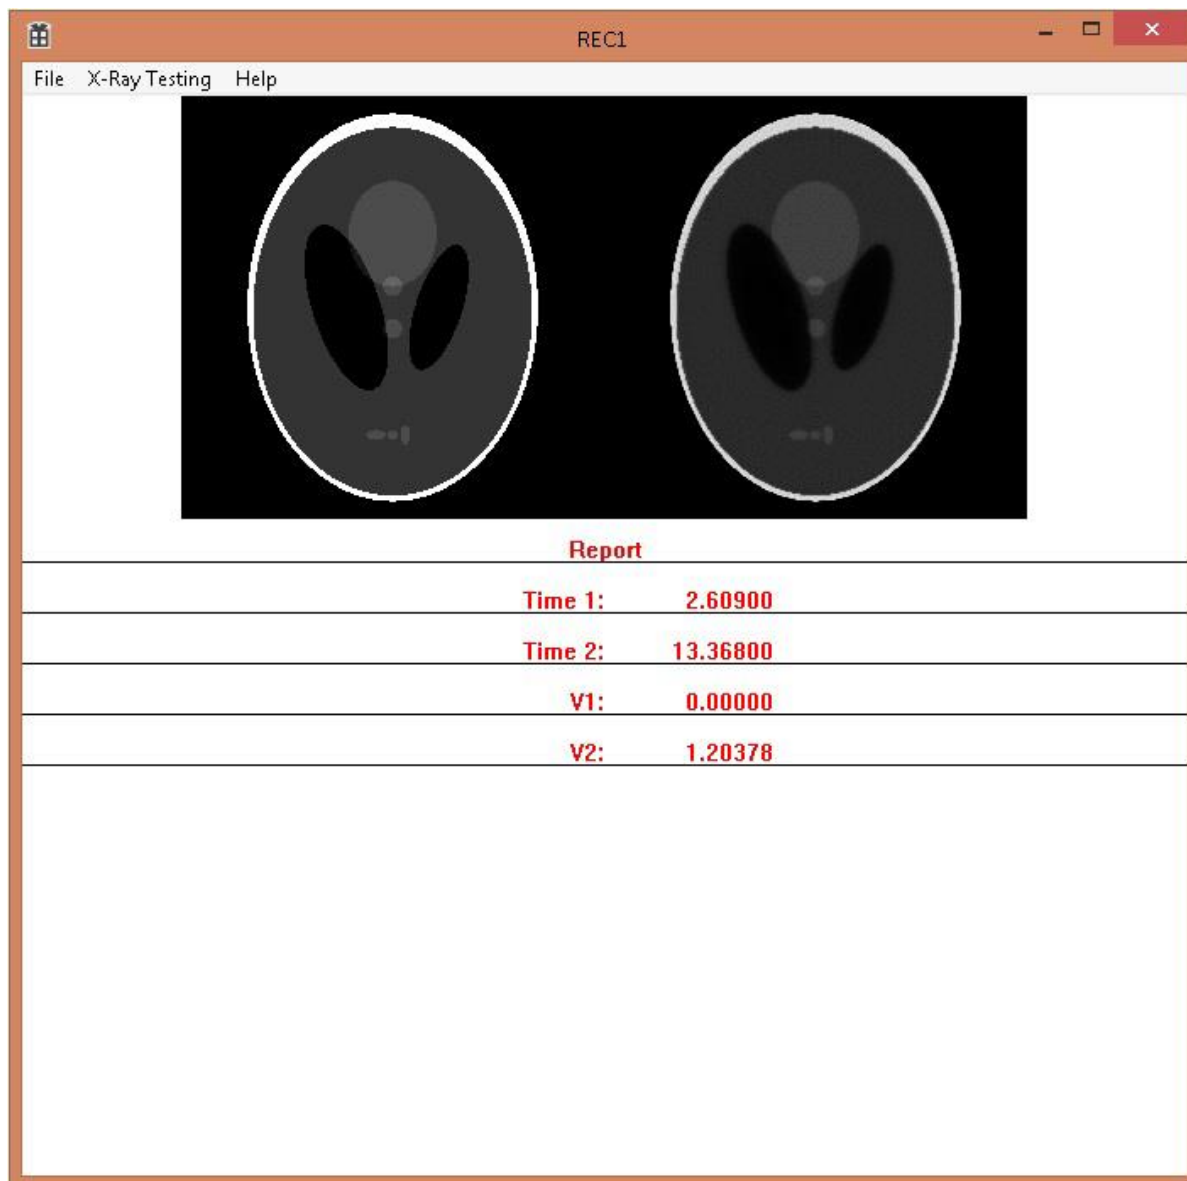 REC1
File X-Ray Testing Help
Report
Time 1: 2.60900
Time 2: 13.36800
V1: 0.00000
V2: 1.20378